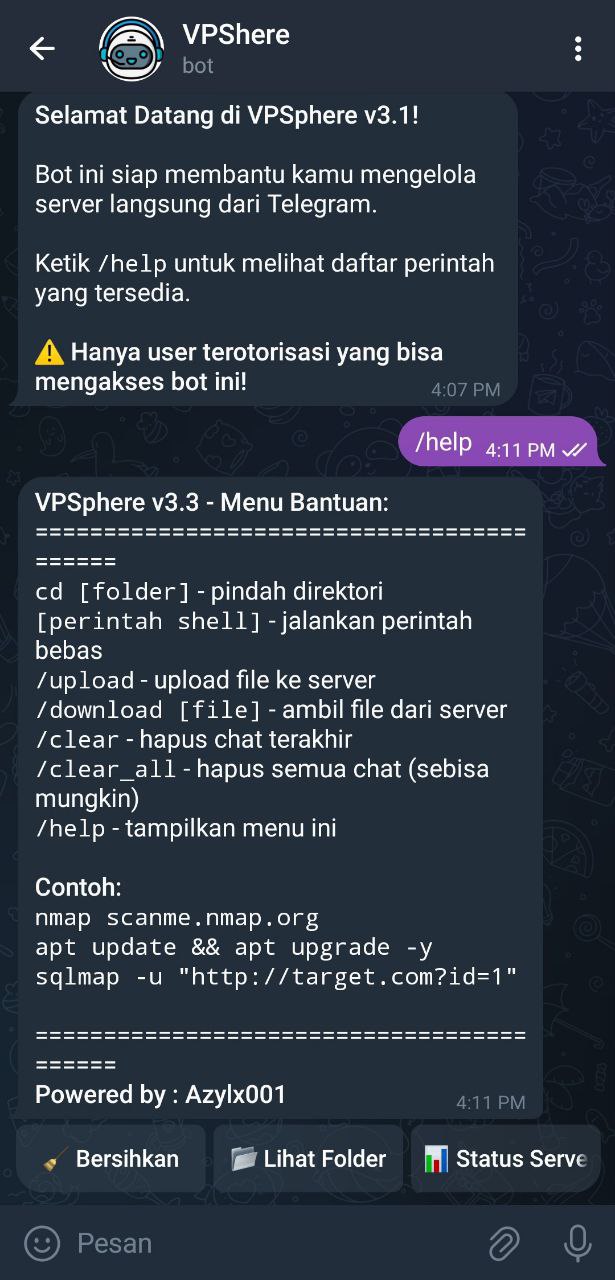 VPShere
bot
Selamat Datang di VPSphere v3.1!
Bot ini siap membantu kamu mengelola
server langsung dari Telegram.
Ketik /help untuk melihat daftar perintah
yang tersedia.
⚠️ Hanya user terotorisasi yang bisa
mengakses bot ini!
4:07 PM
/help 4:11 PM
VPSphere v3.3 - Menu Bantuan:
====================================
======
cd [folder] - pindah direktori
[perintah shell] - jalankan perintah
bebas
/upload - upload file ke server
/download [file] - ambil file dari server
/clear - hapus chat terakhir
/clear_all - hapus semua chat (sebisa
mungkin)
/help - tampilkan menu ini
Contoh:
nmap scanme.nmap.org
apt update && apt upgrade -y
sqlmap -u "http://target.com?id=1"
====================================
======
Powered by : Azylx001
4:11 PM
🧹 Bersihkan
📂 Lihat Folder
📊 Status Serve
Pesan